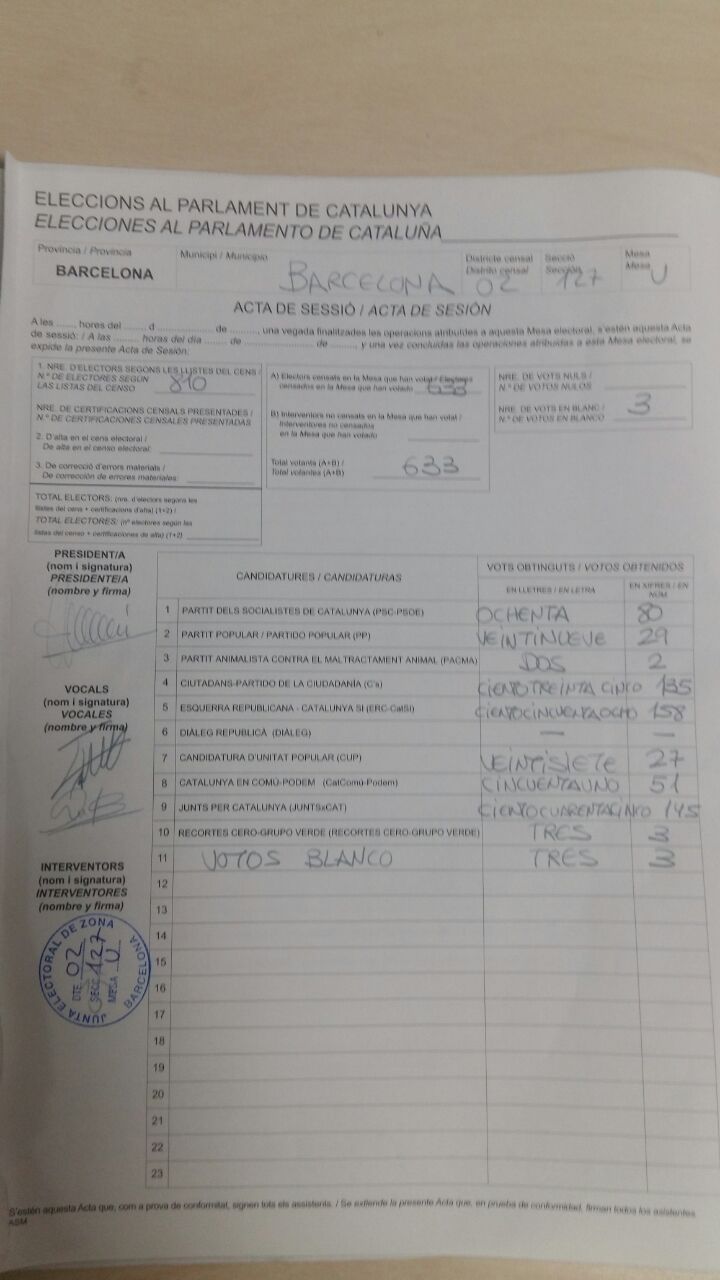 ELECCIONS AL PARLAMENT DE CATALUNYA
ELECCIONES AL PARLAMENTO DE CATALUÑA
Província / Provincia
BARCELONA
Municipi / Municipio
BARCELONA
Districte censal
Distrito censal
02
Secció
Sección
127
Mesa
Mesa
U
ACTA DE SESSIÓ / ACTA DE SESIÓN
A les ........ hores del ........ d ........................ de ............, una vegada finalitzades les operacions atribuïdes a aquesta Mesa electoral, s'estén aquesta Acta
de sessió: / A las ........ horas del día ........ de ........................ de ............, y una vez concluidas las operaciones atribuidas a esta Mesa electoral, se
expide la presente Acta de Sesión:
1. NRE. D'ELECTORS SEGONS LES LLISTES DEL CENS /
N.º DE ELECTORES SEGÚN
LAS LISTAS DEL CENSO 810
NRE. DE CERTIFICACIONS CENSALS PRESENTADES /
N.º DE CERTIFICACIONES CENSALES PRESENTADAS
2. D'alta en el cens electoral /
De alta en el censo electoral:
3. De correcció d'errors materials /
De corrección de errores materiales:
TOTAL ELECTORS: (nre. d'electors segons les
llistes del cens + certificacions d'alta) (1+2) /
TOTAL ELECTORES: (nº electores según las
listas del censo + certificaciones de alta) (1+2)
A) Electors censats en la Mesa que han votat / Electores
censados en la Mesa que han votado 633
B) Interventors no censats en la Mesa que han votat /
Interventores no censados
en la Mesa que han votado
Total votants (A+B) /
Total votantes (A+B) 633
NRE. DE VOTS NULS /
N.º DE VOTOS NULOS
NRE. DE VOTS EN BLANC /
N.º DE VOTOS EN BLANCO 3
PRESIDENT/A
(nom i signatura)
PRESIDENTE/A
(nombre y firma)
VOCALS
(nom i signatura)
VOCALES
(nombre y firma)
INTERVENTORS
(nom i signatura)
INTERVENTORES
(nombre y firma)
JUNTA ELECTORAL DE ZONA
BARCELONA
DTE. 02
SECC. 127
MESA U
CANDIDATURES / CANDIDATURAS
VOTS OBTINGUTS / VOTOS OBTENIDOS
EN LLETRES / EN LETRA
EN XIFRES / EN NÚM
1 PARTIT DELS SOCIALISTES DE CATALUNYA (PSC-PSOE) OCHENTA 80
2 PARTIT POPULAR / PARTIDO POPULAR (PP) VEINTINUEVE 29
3 PARTIT ANIMALISTA CONTRA EL MALTRACTAMENT ANIMAL (PACMA) DOS 2
4 CIUTADANS-PARTIDO DE LA CIUDADANÍA (C's) CIENTO TREINTA CINCO 135
5 ESQUERRA REPUBLICANA - CATALUNYA SÍ (ERC-CatSI) CIENTOCINCUENTAOCHO 158
6 DIÀLEG REPUBLICÀ (DIÀLEG) — —
7 CANDIDATURA D'UNITAT POPULAR (CUP) VEINTISIETE 27
8 CATALUNYA EN COMÚ-PODEM (CatComú-Podem) CINCUENTAUNO 51
9 JUNTS PER CATALUNYA (JUNTSxCAT) CIENTOCUARENTACINCO 145
10 RECORTES CERO-GRUPO VERDE (RECORTES CERO-GRUPO VERDE) TRES 3
11 VOTOS BLANCO TRES 3
12
13
14
15
16
17
18
19
20
21
22
23
S'estén aquesta Acta que, com a prova de conformitat, signen tots els assistents. / Se extiende la presente Acta que, en prueba de conformidad, firman todos los asistentes.
ASM